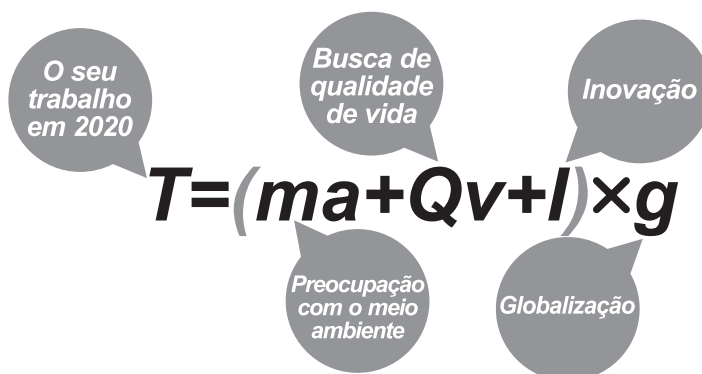 O seu
trabalho
em 2020
Busca de
qualidade
de vida
Inovação
T=(ma+Qv+I)×g
Preocupação
com o meio
ambiente
Globalização